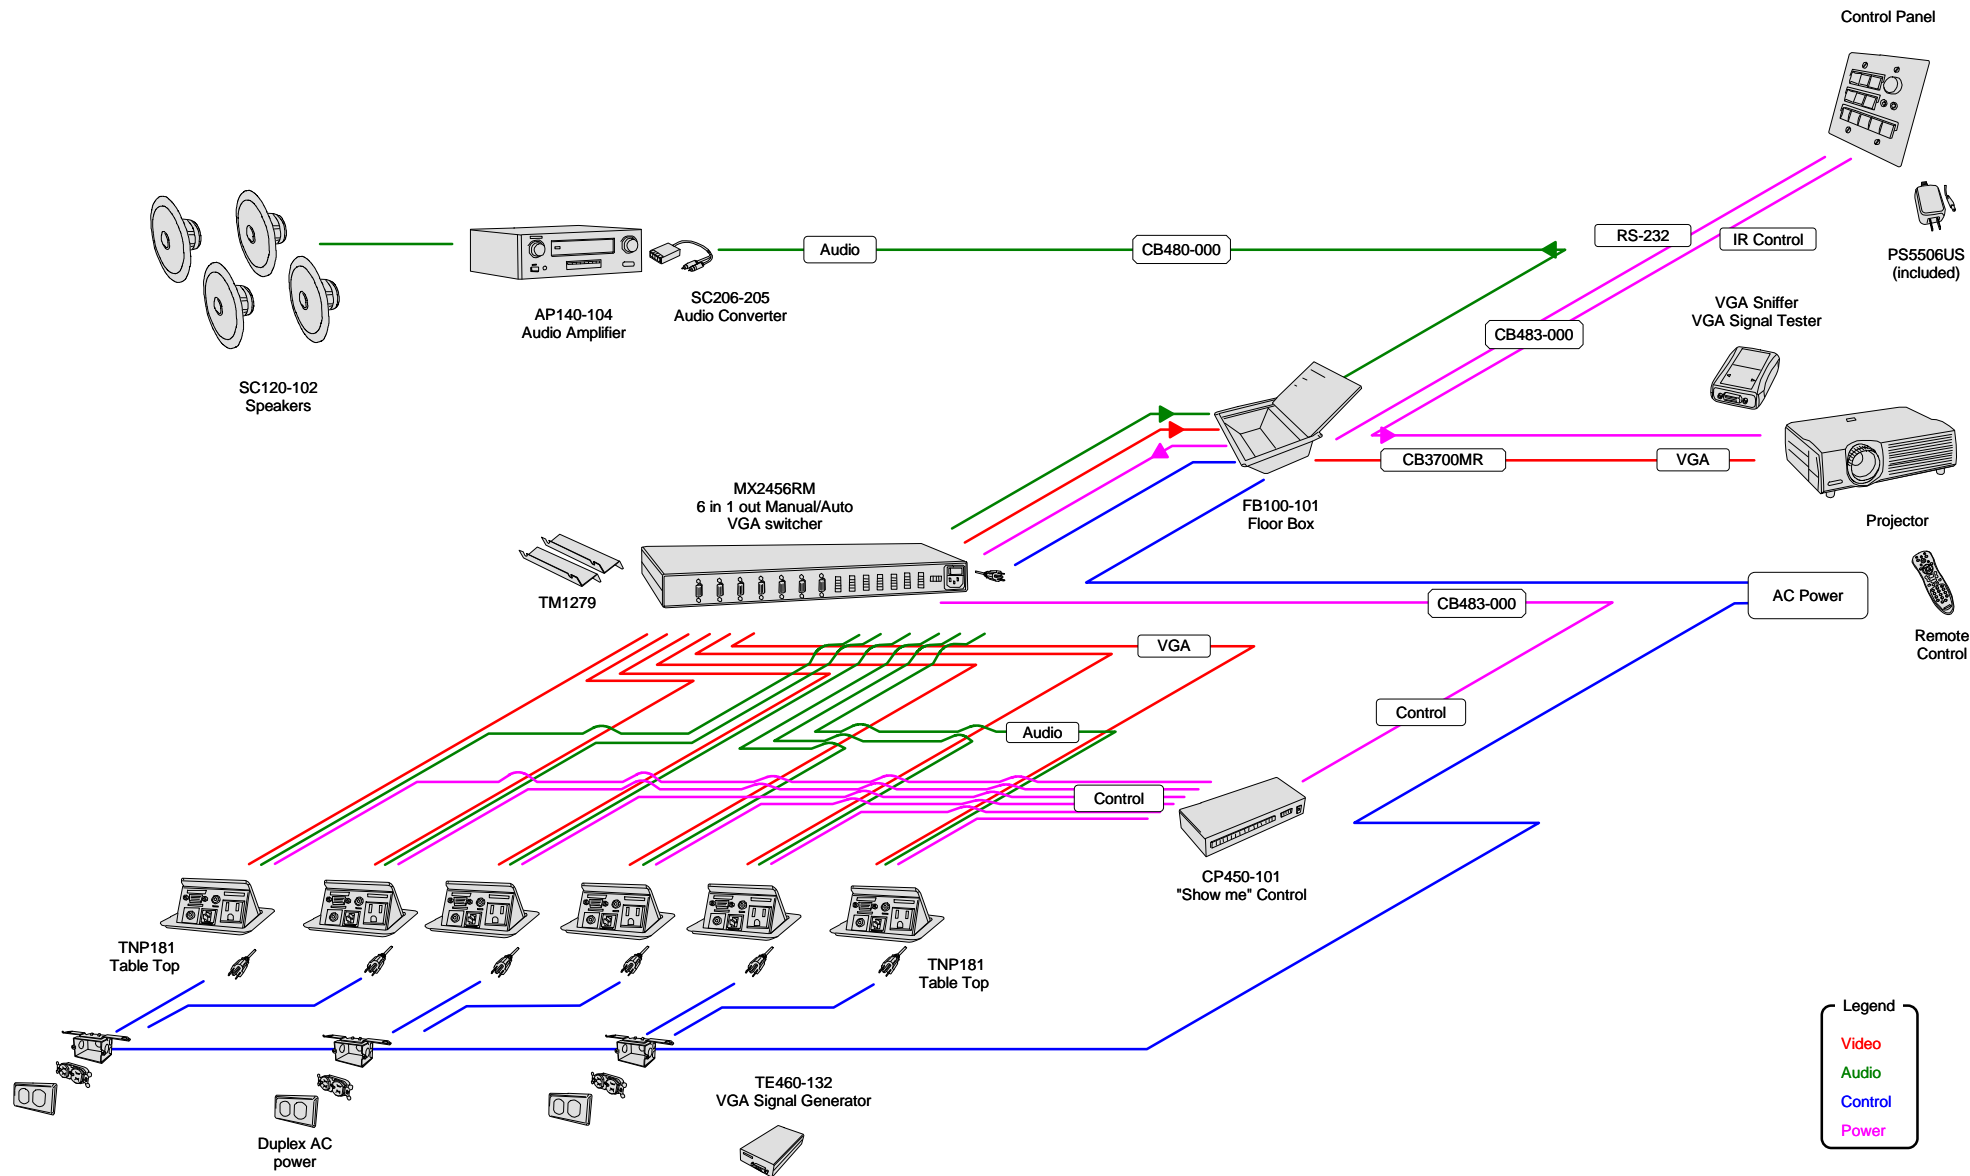 Control Panel
RS-232
IR Control
Audio
CB480-000
PS5506US
(included)
SC206-205
Audio Converter
AP140-104
Audio Amplifier
VGA Sniffer
VGA Signal Tester
CB483-000
SC120-102
Speakers
CB3700MR
VGA
MX2456RM
6 in 1 out Manual/Auto
VGA switcher
FB100-101
Floor Box
Projector
TM1279
CB483-000
AC Power
Remote
Control
VGA
Control
Audio
Control
CP450-101
"Show me" Control
TNP181
Table Top
TNP181
Table Top
TE460-132
VGA Signal Generator
Duplex AC
power
Legend
Video
Audio
Control
Power